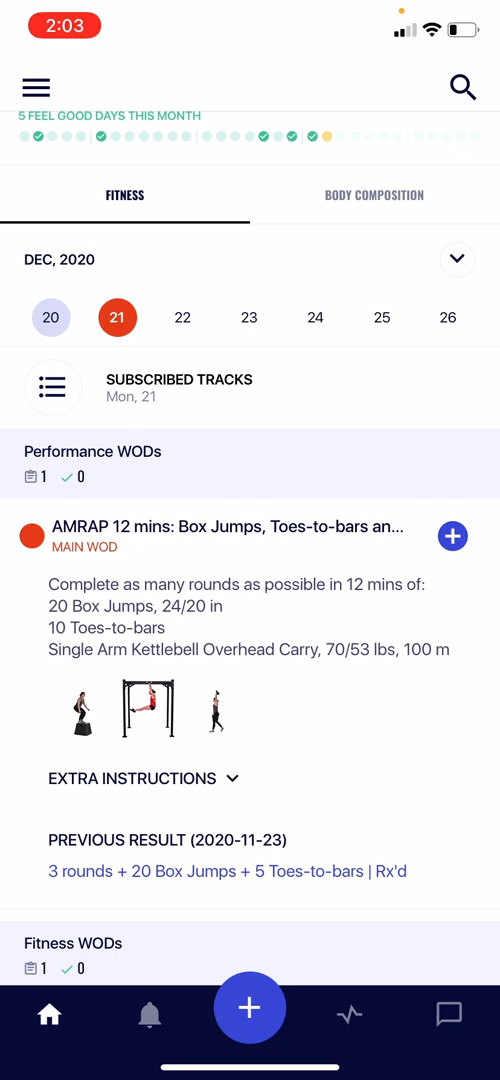 2:03
5 FEEL GOOD DAYS THIS MONTH
FITNESS
BODY COMPOSITION
DEC, 2020
20 21 22 23 24 25 26
SUBSCRIBED TRACKS
Mon, 21
Performance WODs
1 0
AMRAP 12 mins: Box Jumps, Toes-to-bars an...
MAIN WOD
Complete as many rounds as possible in 12 mins of:
20 Box Jumps, 24/20 in
10 Toes-to-bars
Single Arm Kettlebell Overhead Carry, 70/53 lbs, 100 m
EXTRA INSTRUCTIONS
PREVIOUS RESULT (2020-11-23)
3 rounds + 20 Box Jumps + 5 Toes-to-bars | Rx'd
Fitness WODs
1 0